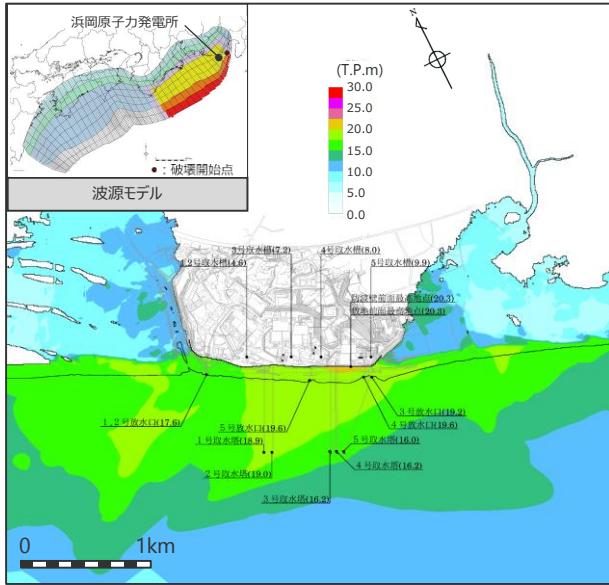 浜岡原子力発電所
●：破壊開始点
波源モデル
(T.P.m)
30.0
25.0
20.0
15.0
10.0
5.0
0.0
N
3号取水槽(7.2)
4号取水槽(8.0)
1,2号取水槽(4.6)
5号取水槽(9.9)
防波壁前面最高地点(20.3)
敷地前面最高地点(20.3)
1,2号放水口(17.6)
5号放水口(19.6)
3号放水口(19.2)
4号放水口(19.6)
1号取水塔(18.9)
5号取水塔(16.0)
2号取水塔(19.0)
4号取水塔(16.2)
3号取水塔(16.2)
0 1km